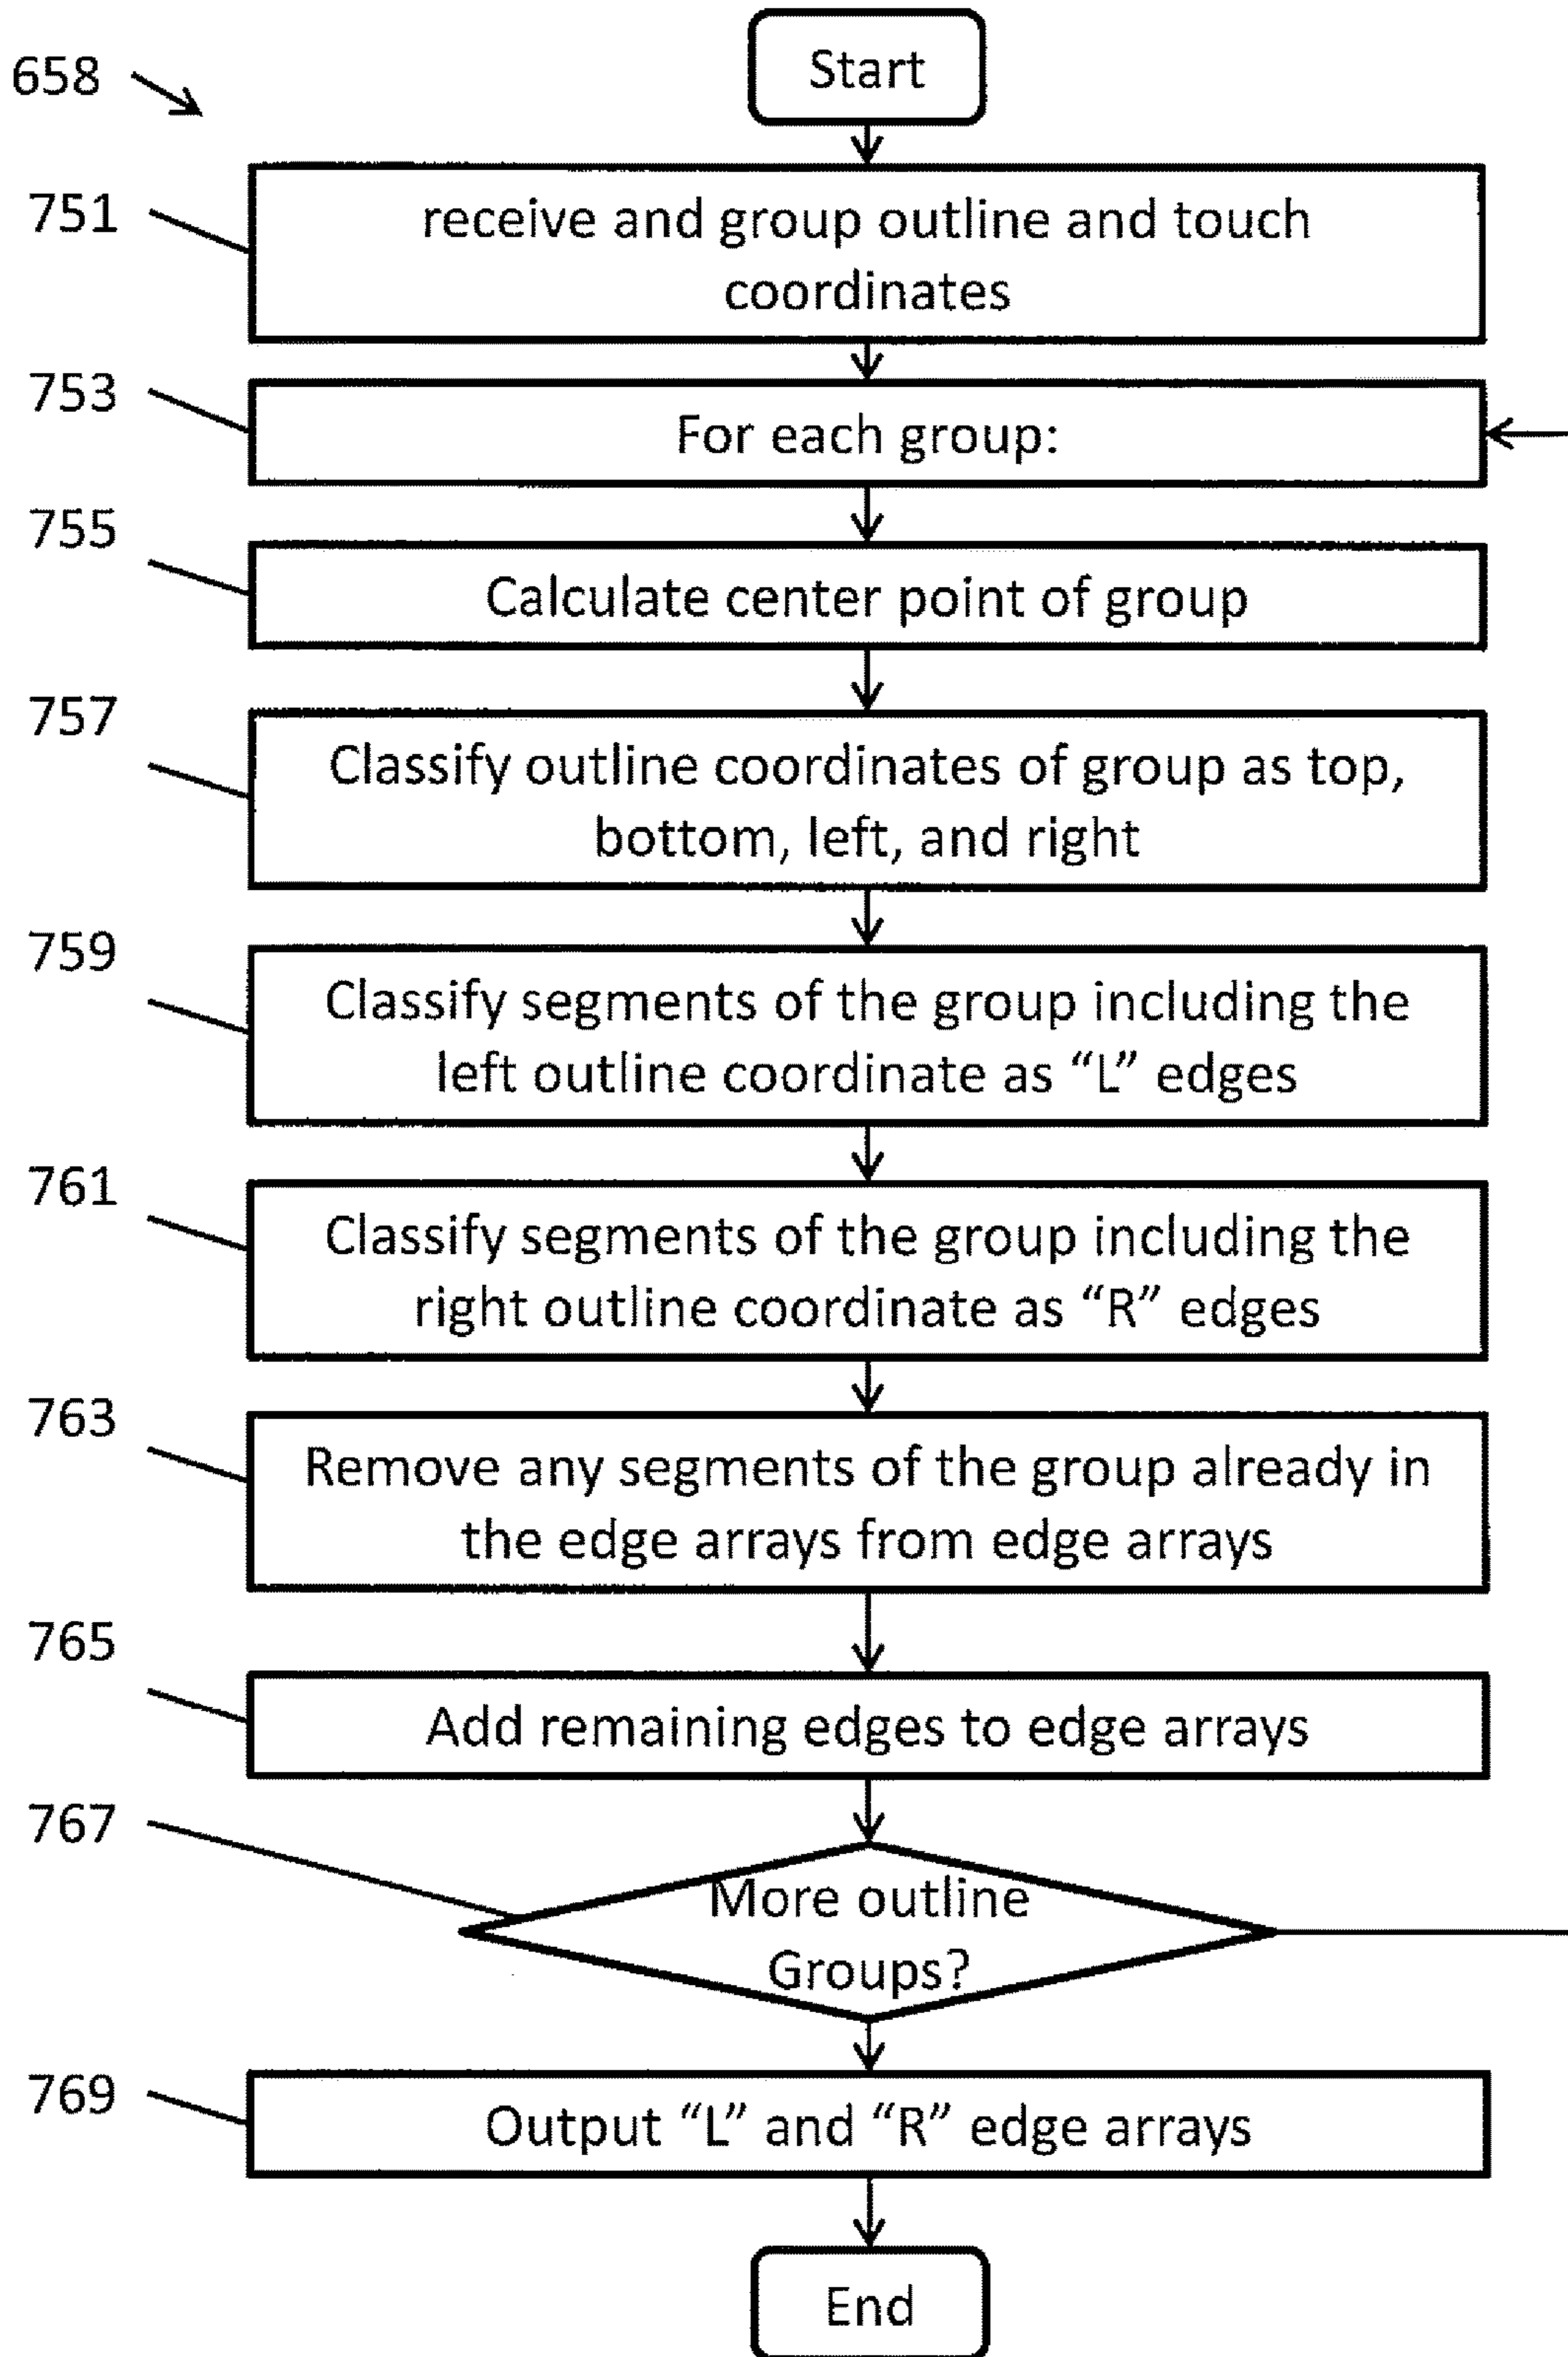 658
Start
751
receive and group outline and touch
coordinates
753
For each group:
755
Calculate center point of group
757
Classify outline coordinates of group as top,
bottom, left, and right
759
Classify segments of the group including the
left outline coordinate as “L” edges
761
Classify segments of the group including the
right outline coordinate as “R” edges
763
Remove any segments of the group already in
the edge arrays from edge arrays
765
Add remaining edges to edge arrays
767
More outline
Groups?
769
Output “L” and “R” edge arrays
End